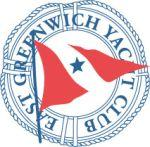 EAST GREENWICH YACHT CLUB